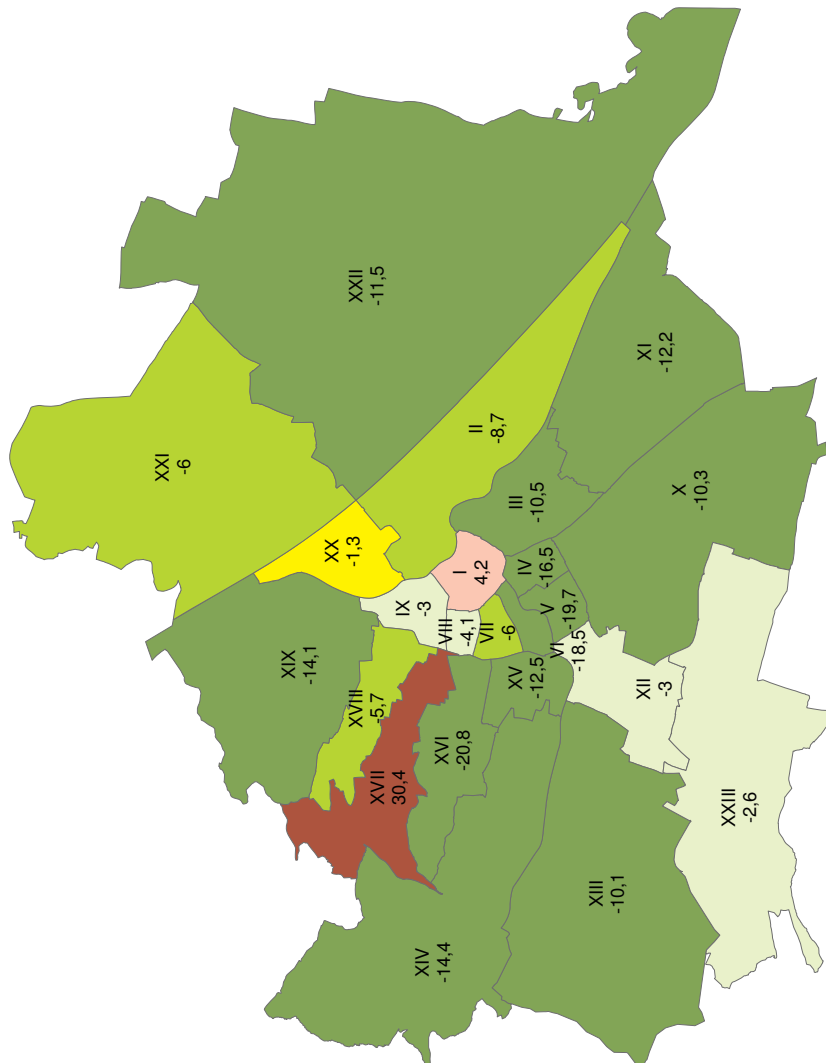 XXI
-6
XXII
-11,5
XX
-1,3
II
-8,7
XI
-12,2
III
-10,5
X
-10,3
I
4,2
IX
-3
IV
-16,5
VIII
-4,1
VII
-6
V
-19,7
VI
-18,5
XIX
-14,1
XVIII
-5,7
XV
-12,5
XVI
-20,8
XVII
30,4
XII
-3
XIV
-14,4
XIII
-10,1
XXIII
-2,6